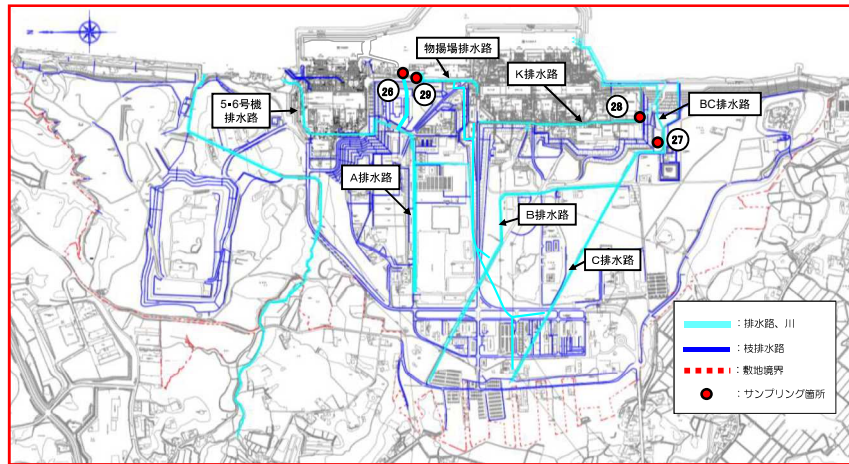 物揚場排水路
K排水路
5・6号機
排水路
26
29
28
BC排水路
27
A排水路
B排水路
C排水路
：排水路、川
：枝排水路
：敷地境界
：サンプリング箇所